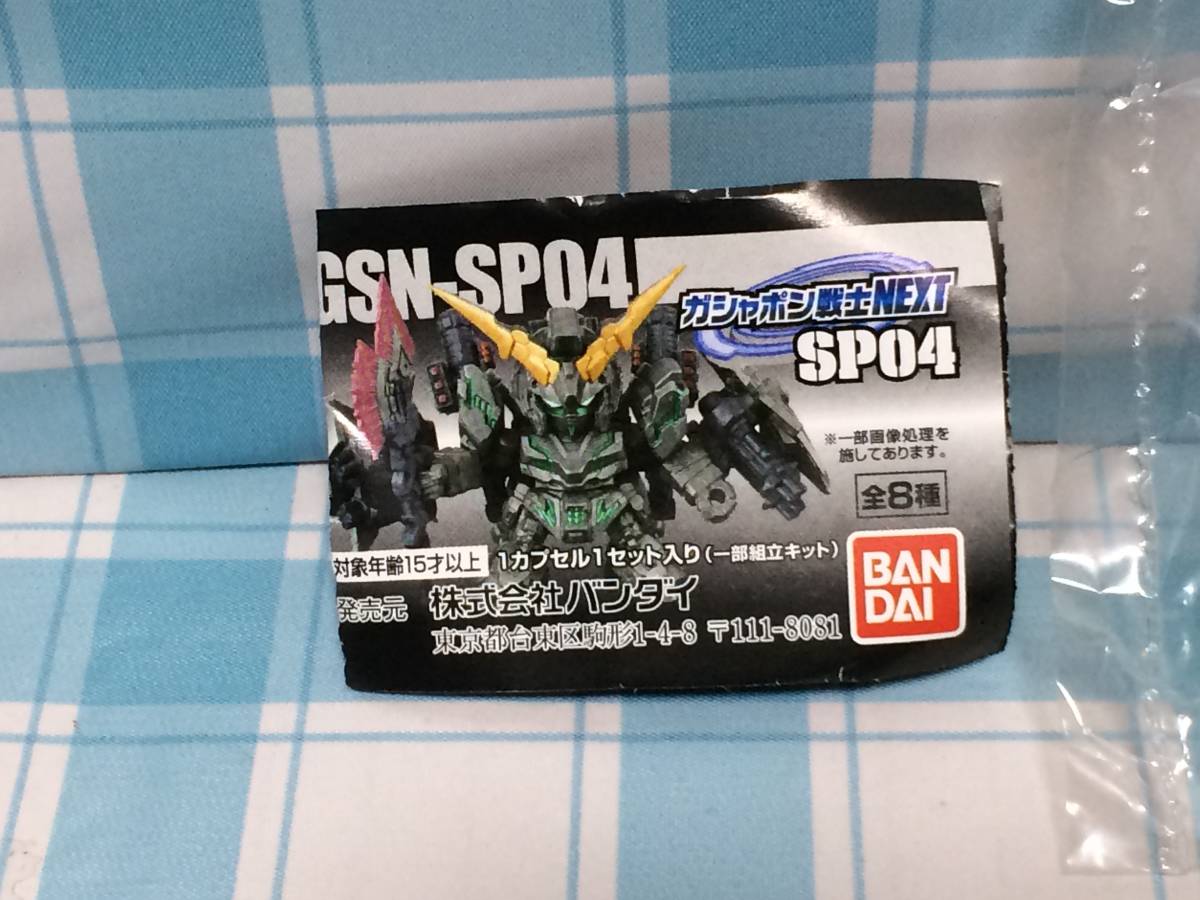 GSN-SP04
ガシャポン戦士NEXT
SP04
※一部画像処理を
施してあります。
全8種
対象年齢15才以上
1カプセル1セット入り(一部組立キット)
発売元 株式会社バンダイ
東京都台東区駒形1-4-8 〒111-8081
BAN
DAI